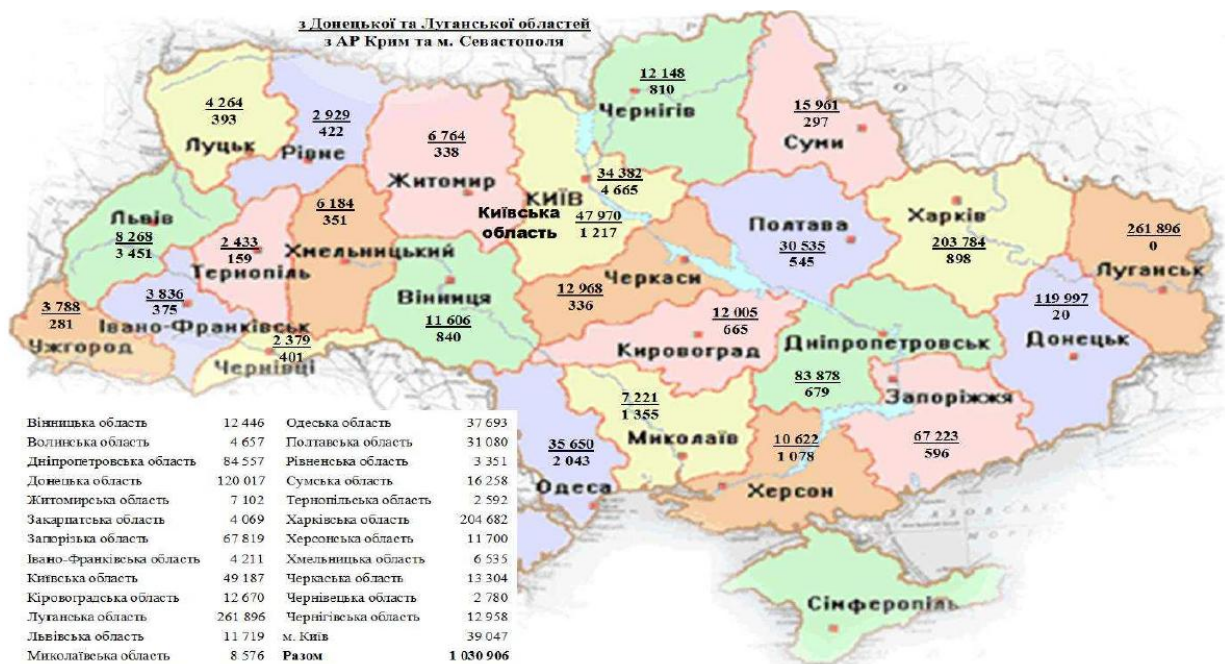 з Донецької та Луганської областей
з АР Крим та м. Севастополя
12 148
810
Чернігів
15 961
297
Суми
4 264
393
Луцьк
2 929
422
Рівне
6 764
338
Житомир
34 382
4 665
КИЇВ
Київська
область
47 970
1 217
Полтава
30 535
545
Харків
203 784
898
261 896
0
Луганськ
Львів
8 268
3 451
2 433
159
Тернопіль
6 184
351
Хмельницький
Вінниця
11 606
840
Черкаси
12 968
336
3 788
281
Ужгород
3 836
375
Івано-Франківськ
2 379
401
Чернівці
12 005
665
Кировоград
Дніпропетровськ
83 878
679
119 997
20
Донецьк
Запоріжжя
67 223
596
7 221
1 355
Миколаїв
35 650
2 043
Одеса
10 622
1 078
Херсон
Сімферопіль
Вінницька область 12 446 Одеська область 37 693
Волинська область 4 657 Полтавська область 31 080
Дніпропетровська область 84 557 Рівненська область 3 351
Донецька область 120 017 Сумська область 16 258
Житомирська область 7 102 Тернопільська область 2 592
Закарпатська область 4 069 Харківська область 204 682
Запорізька область 67 819 Херсонська область 11 700
Івано-Франківська область 4 211 Хмельницька область 6 535
Київська область 49 187 Черкаська область 13 304
Кіровоградська область 12 670 Чернівецька область 2 780
Луганська область 261 896 Чернігівська область 12 958
Львівська область 11 719 м. Київ 39 047
Миколаївська область 8 576 Разом 1 030 906